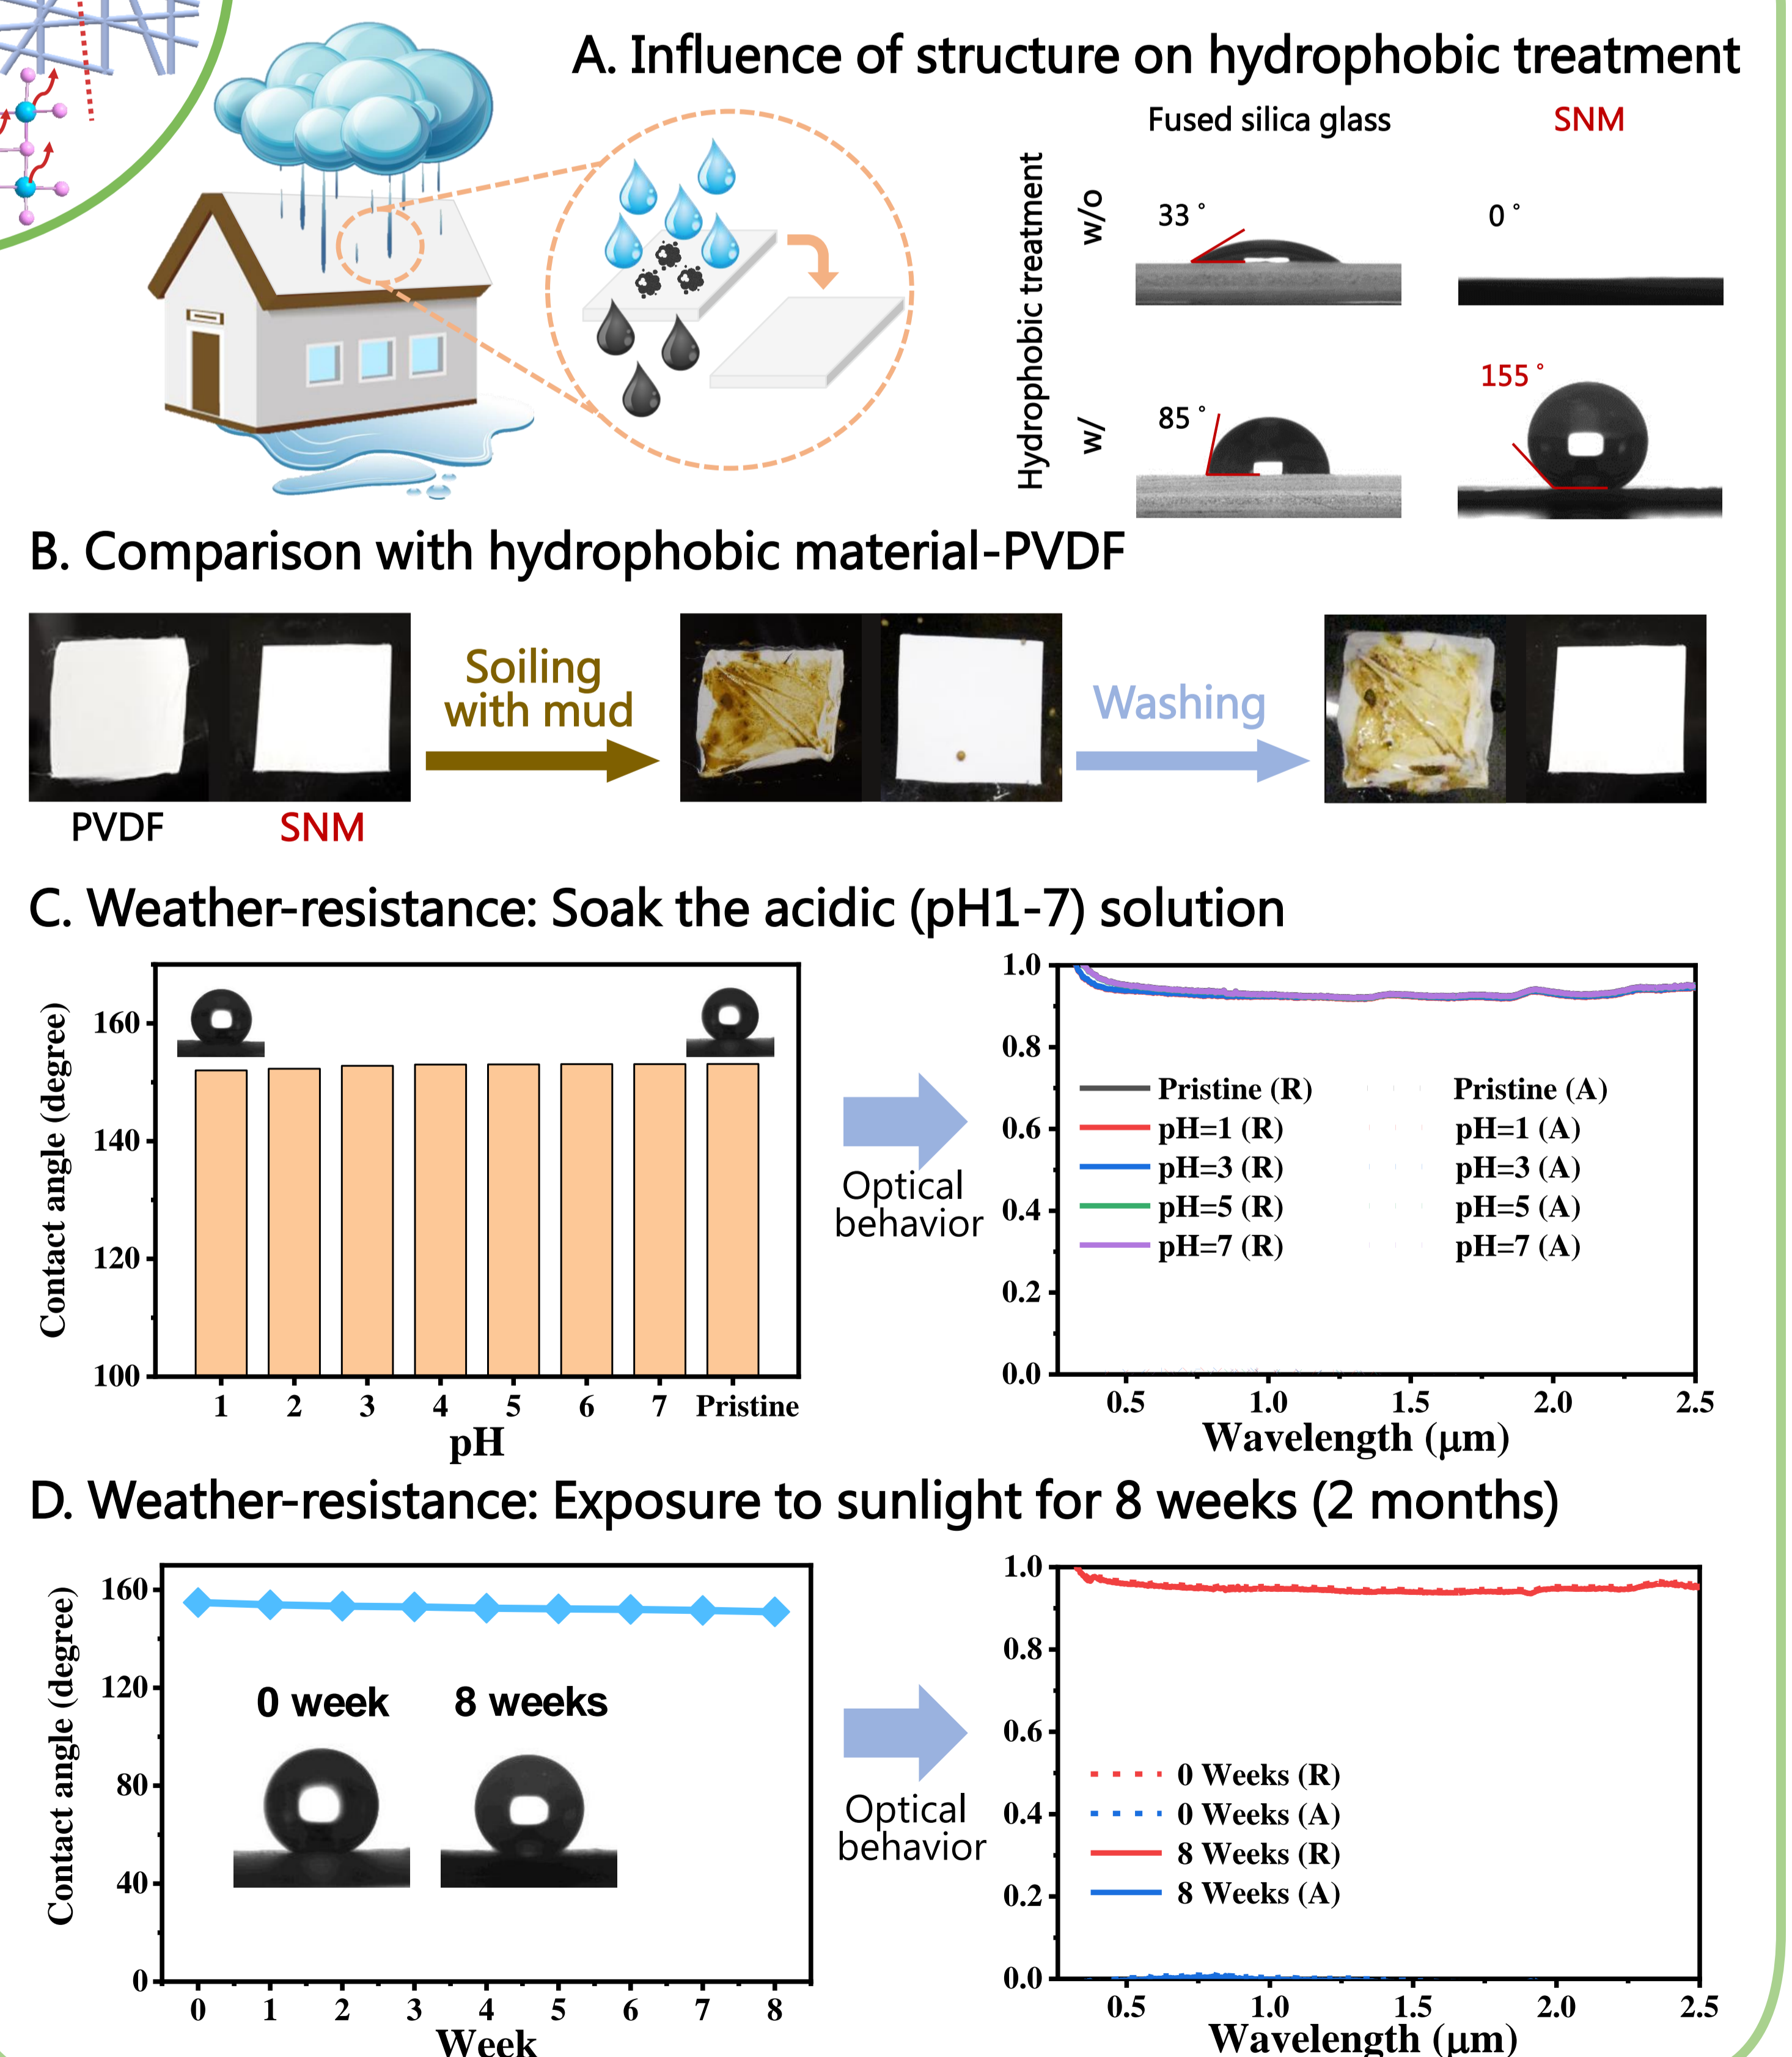 A. Influence of structure on hydrophobic treatment
Fused silica glass
SNM
Hydrophobic treatment
w/o
33 °
0 °
w/
85 °
155 °
B. Comparison with hydrophobic material-PVDF
Soiling
with mud
Washing
PVDF
SNM
C. Weather-resistance: Soak the acidic (pH1-7) solution
Contact angle (degree)
160
140
120
100
1 2 3 4 5 6 7 Pristine
pH
Optical
behavior
1.0
0.8
0.6
0.4
0.2
0.0
Pristine (R) Pristine (A)
pH=1 (R) pH=1 (A)
pH=3 (R) pH=3 (A)
pH=5 (R) pH=5 (A)
pH=7 (R) pH=7 (A)
0.5 1.0 1.5 2.0 2.5
Wavelength (μm)
D. Weather-resistance: Exposure to sunlight for 8 weeks (2 months)
Contact angle (degree)
160
120
80
40
0
0 week 8 weeks
0 1 2 3 4 5 6 7 8
Week
Optical
behavior
1.0
0.8
0.6
0.4
0.2
0.0
0 Weeks (R)
0 Weeks (A)
8 Weeks (R)
8 Weeks (A)
0.5 1.0 1.5 2.0 2.5
Wavelength (μm)